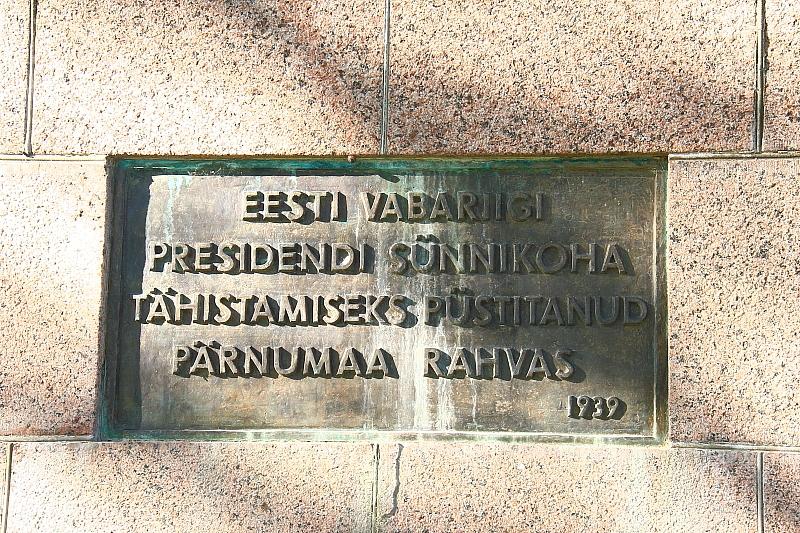 EESTI VABARIIGI
PRESIDENDI SÜNNIKOHA
TÄHISTAMISEKS PÜSTITANUD
PÄRNUMAA RAHVAS
1939